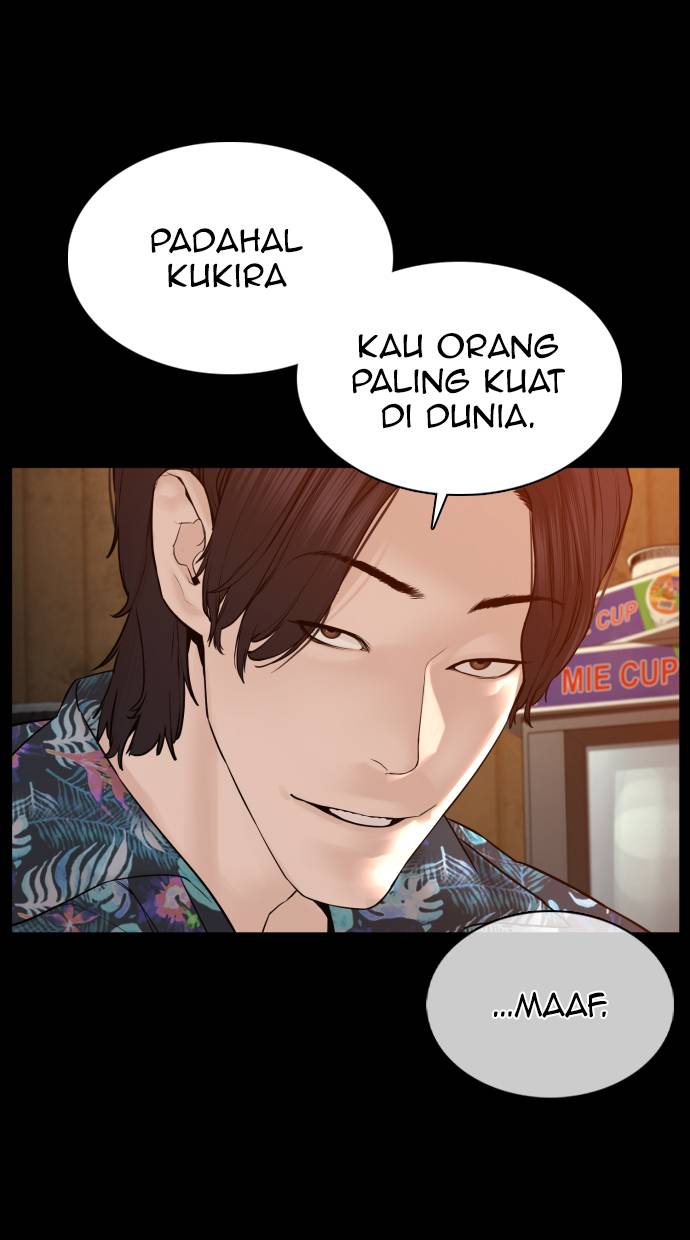 PADAHAL
KUKIRA
KAU ORANG
PALING KUAT
DI DUNIA.
CUP
MIE CUP
...MAAF.